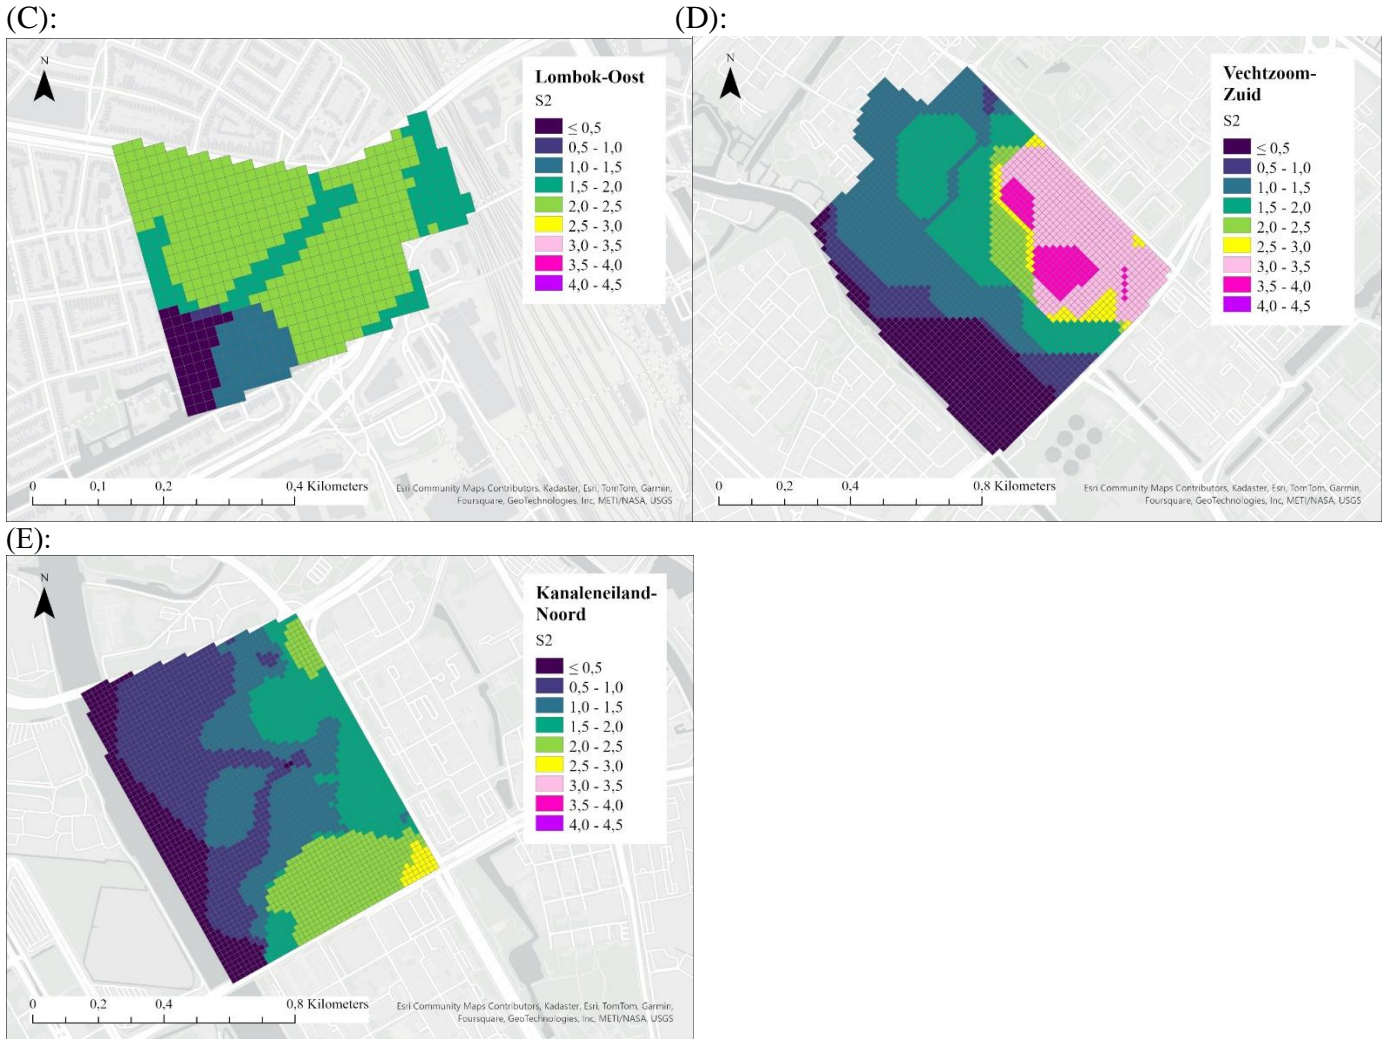 (C):
N
Lombok-Oost
S2
≤ 0,5
0,5 - 1,0
1,0 - 1,5
1,5 - 2,0
2,0 - 2,5
2,5 - 3,0
3,0 - 3,5
3,5 - 4,0
4,0 - 4,5
0 0,1 0,2 0,4 Kilometers
Esri Community Maps Contributors, Kadaster, Esri, TomTom, Garmin,
Foursquare, GeoTechnologies, Inc, METI/NASA, USGS
(D):
N
Vechtzoom-
Zuid
S2
≤ 0,5
0,5 - 1,0
1,0 - 1,5
1,5 - 2,0
2,0 - 2,5
2,5 - 3,0
3,0 - 3,5
3,5 - 4,0
4,0 - 4,5
0 0,2 0,4 0,8 Kilometers
Esri Community Maps Contributors, Kadaster, Esri, TomTom, Garmin,
Foursquare, GeoTechnologies, Inc, METI/NASA, USGS
(E):
N
Kanaleneiland-
Noord
S2
≤ 0,5
0,5 - 1,0
1,0 - 1,5
1,5 - 2,0
2,0 - 2,5
2,5 - 3,0
3,0 - 3,5
3,5 - 4,0
4,0 - 4,5
0 0,2 0,4 0,8 Kilometers
Esri Community Maps Contributors, Kadaster, Esri, TomTom, Garmin,
Foursquare, GeoTechnologies, Inc, METI/NASA, USGS